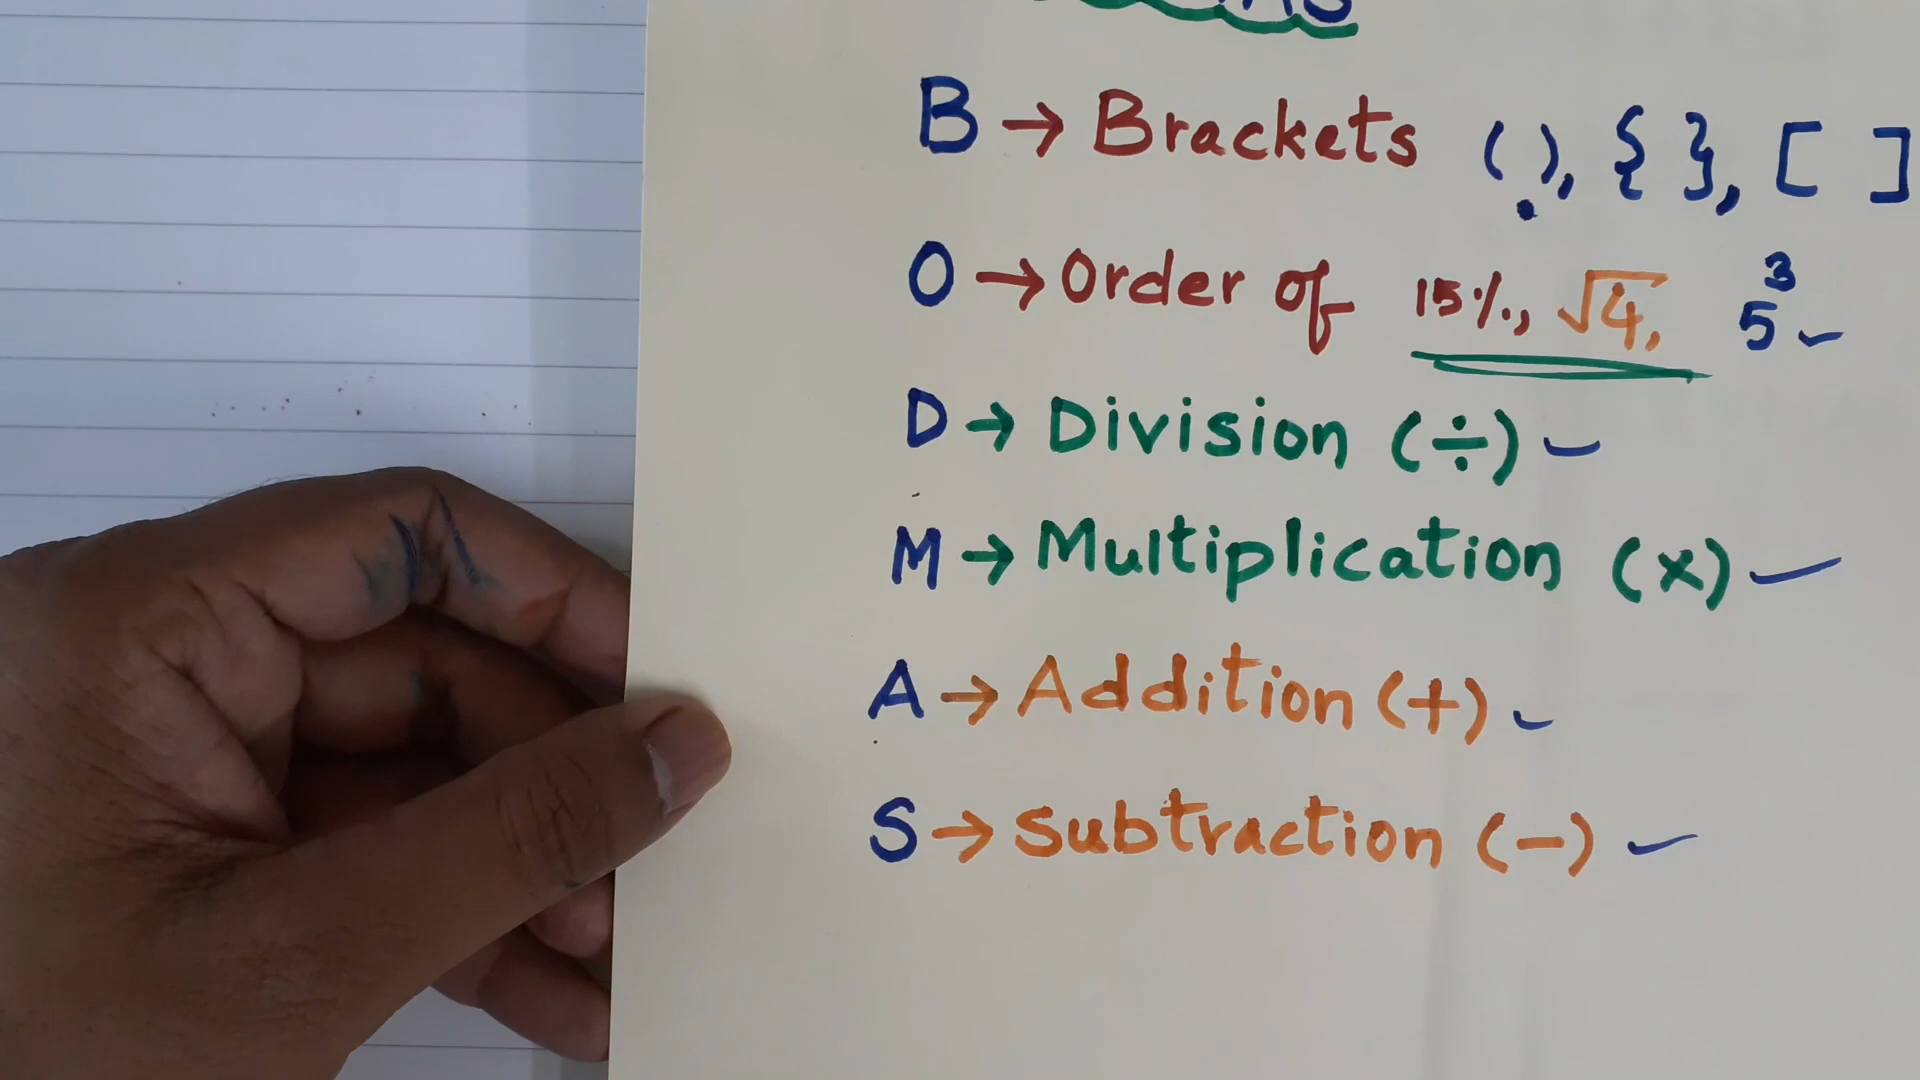 B → Brackets ( ), { }, [ ]
O → Order of 15%, √4, 5³
D → Division (÷)
M → Multiplication (×)
A → Addition (+)
S → Subtraction (−)